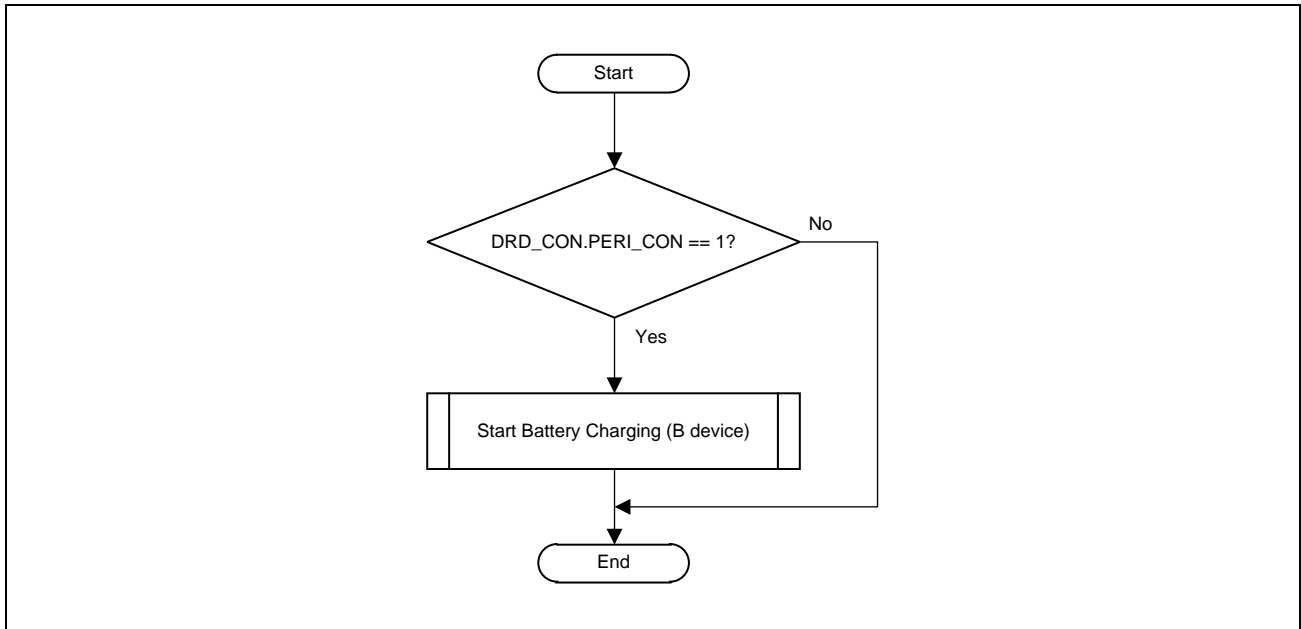 Start
DRD_CON.PERI_CON == 1?
No
Yes
Start Battery Charging (B device)
End